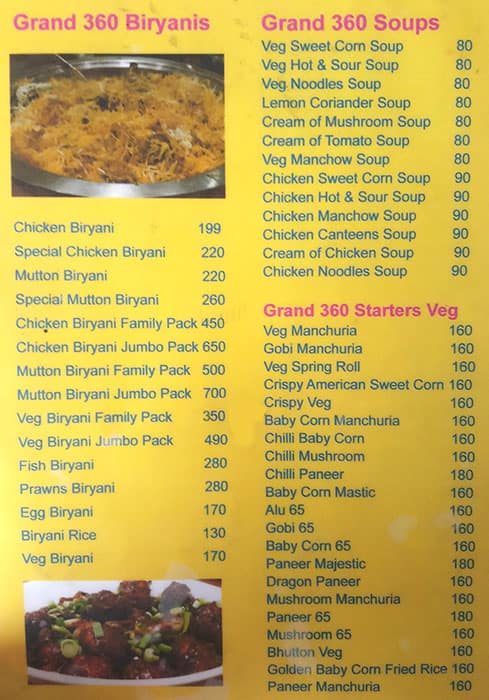 Grand 360 Biryanis
Chicken Biryani 199
Special Chicken Biryani 220
Mutton Biryani 220
Special Mutton Biryani 260
Chicken Biryani Family Pack 450
Chicken Biryani Jumbo Pack 650
Mutton Biryani Family Pack 500
Mutton Biryani Jumbo Pack 700
Veg Biryani Family Pack 350
Veg Biryani Jumbo Pack 490
Fish Biryani 280
Prawns Biryani 280
Egg Biryani 170
Biryani Rice 130
Veg Biryani 170
Grand 360 Soups
Veg Sweet Corn Soup 80
Veg Hot & Sour Soup 80
Veg Noodles Soup 80
Lemon Coriander Soup 80
Cream of Mushroom Soup 80
Cream of Tomato Soup 80
Veg Manchow Soup 80
Chicken Sweet Corn Soup 90
Chicken Hot & Sour Soup 90
Chicken Manchow Soup 90
Chicken Canteens Soup 90
Cream of Chicken Soup 90
Chicken Noodles Soup 90
Grand 360 Starters Veg
Veg Manchuria 160
Gobi Manchuria 160
Veg Spring Roll 160
Crispy American Sweet Corn 160
Crispy Veg 160
Baby Corn Manchuria 160
Chilli Baby Corn 160
Chilli Mushroom 160
Chilli Paneer 180
Baby Corn Mastic 160
Alu 65 160
Gobi 65 160
Baby Corn 65 160
Paneer Majestic 180
Dragon Paneer 160
Mushroom Manchuria 160
Paneer 65 180
Mushroom 65 160
Bhutton Veg 160
Golden Baby Corn Fried Rice 160
Paneer Manchuria 160